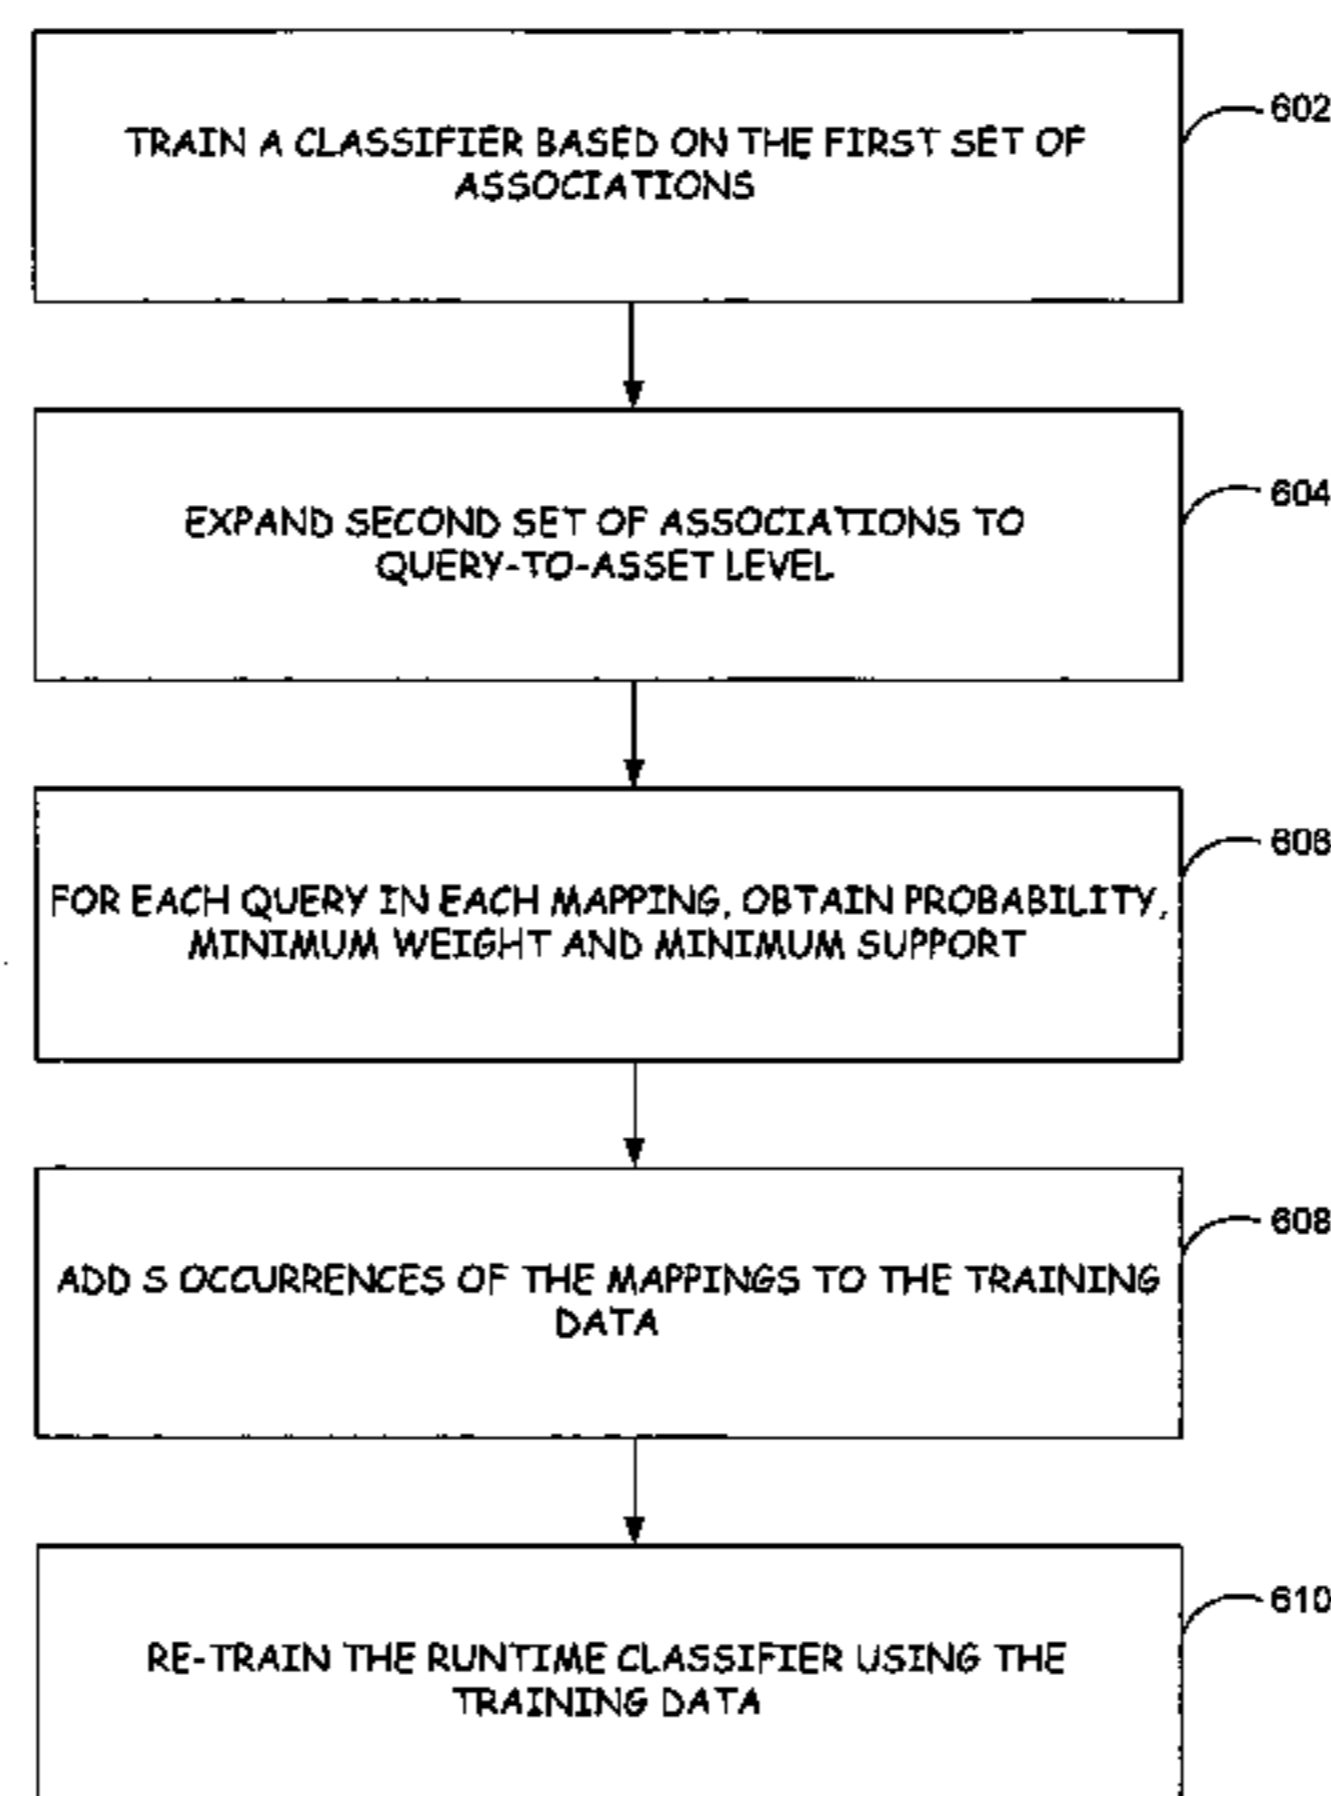 TRAIN A CLASSIFIER BASED ON THE FIRST SET OF
ASSOCIATIONS
602
EXPAND SECOND SET OF ASSOCIATIONS TO
QUERY-TO-ASSET LEVEL
604
FOR EACH QUERY IN EACH MAPPING, OBTAIN PROBABILITY,
MINIMUM WEIGHT AND MINIMUM SUPPORT
606
ADD S OCCURRENCES OF THE MAPPINGS TO THE TRAINING
DATA
608
RE-TRAIN THE RUNTIME CLASSIFIER USING THE
TRAINING DATA
610